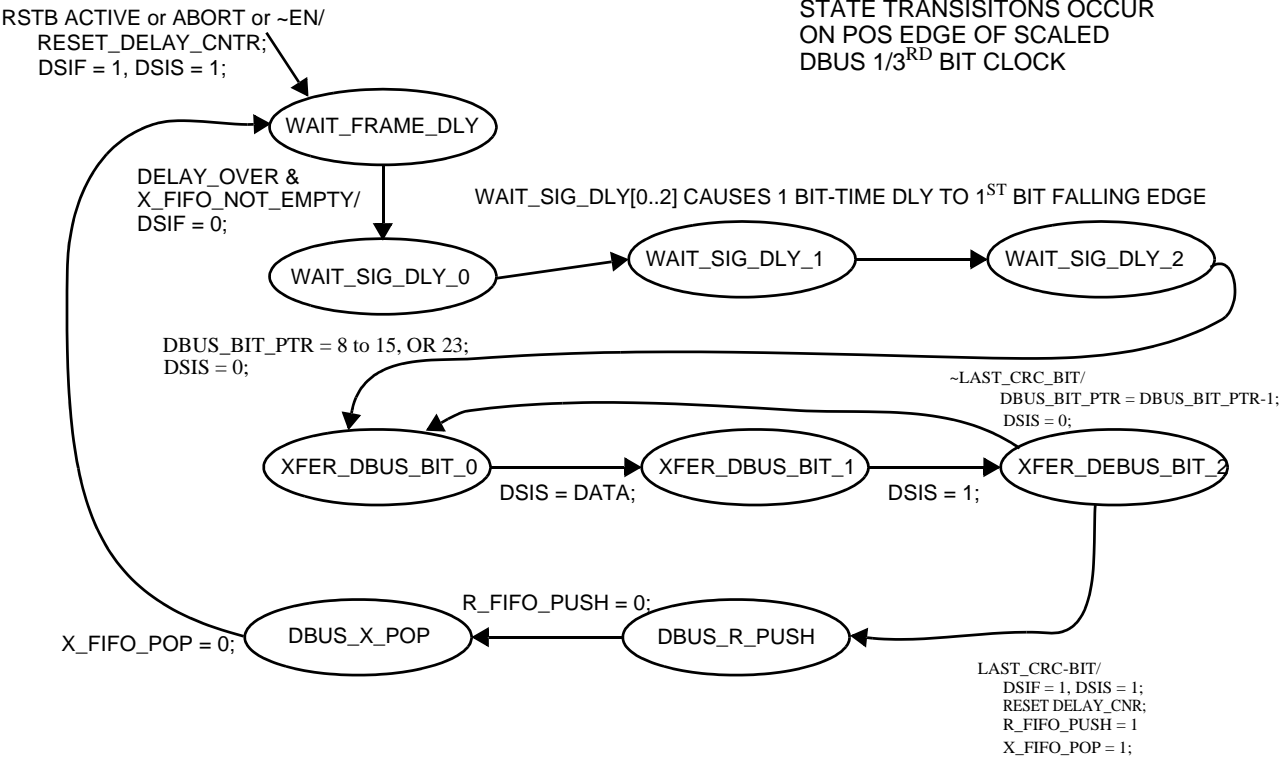 RSTB ACTIVE or ABORT or ~EN/
RESET_DELAY_CNTR;
DSIF = 1, DSIS = 1;
STATE TRANSISITONS OCCUR
ON POS EDGE OF SCALED
DBUS 1/3RD BIT CLOCK
WAIT_FRAME_DLY
DELAY_OVER &
X_FIFO_NOT_EMPTY/
DSIF = 0;
WAIT_SIG_DLY[0..2] CAUSES 1 BIT-TIME DLY TO 1ST BIT FALLING EDGE
WAIT_SIG_DLY_0
WAIT_SIG_DLY_1
WAIT_SIG_DLY_2
DBUS_BIT_PTR = 8 to 15, OR 23;
DSIS = 0;
~LAST_CRC_BIT/
DBUS_BIT_PTR = DBUS_BIT_PTR-1;
DSIS = 0;
XFER_DBUS_BIT_0
DSIS = DATA;
XFER_DBUS_BIT_1
DSIS = 1;
XFER_DEBUS_BIT_2
X_FIFO_POP = 0;
DBUS_X_POP
R_FIFO_PUSH = 0;
DBUS_R_PUSH
LAST_CRC-BIT/
DSIF = 1, DSIS = 1;
RESET DELAY_CNR;
R_FIFO_PUSH = 1
X_FIFO_POP = 1;